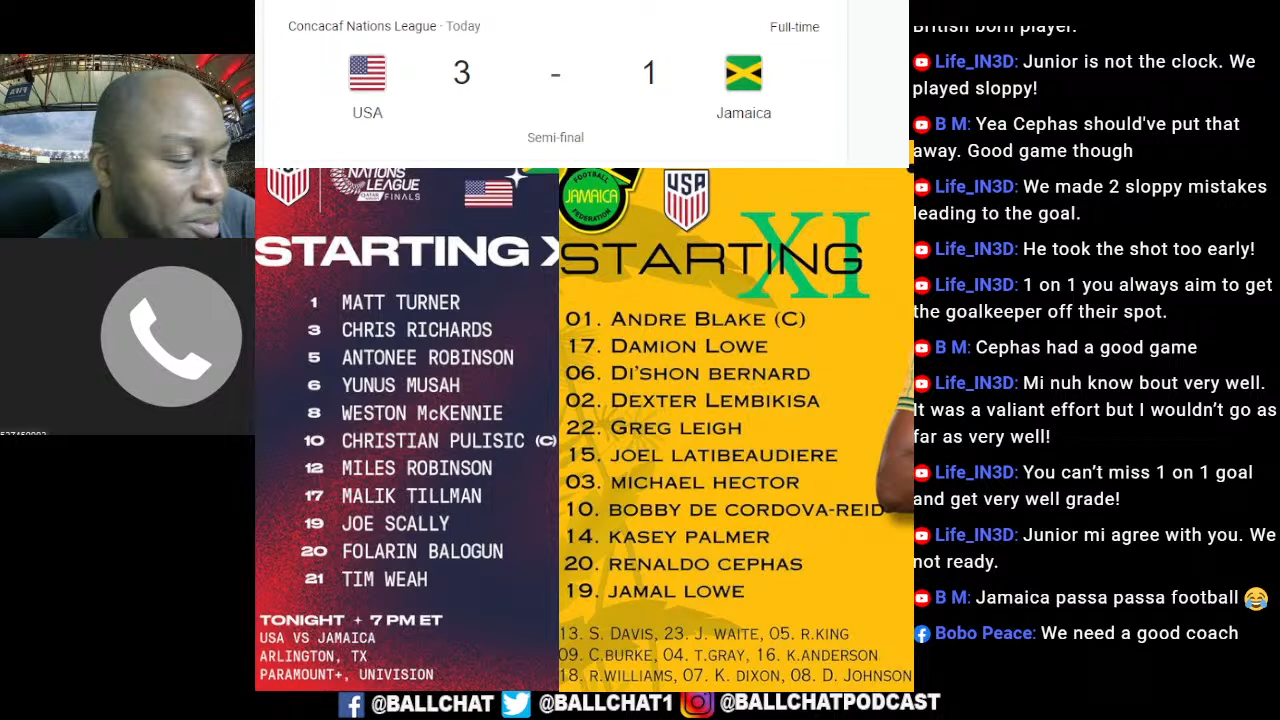 Concacaf Nations League · Today
Full-time
3 - 1
USA
Jamaica
Semi-final
NATIONS
LEAGUE
FINALS
STARTING X
1 MATT TURNER
3 CHRIS RICHARDS
5 ANTONEE ROBINSON
6 YUNUS MUSAH
8 WESTON McKENNIE
10 CHRISTIAN PULISIC (C)
12 MILES ROBINSON
17 MALIK TILLMAN
19 JOE SCALLY
20 FOLARIN BALOGUN
21 TIM WEAH
TONIGHT + 7 PM ET
USA VS JAMAICA
ARLINGTON, TX
PARAMOUNT+, UNIVISION
FOOTBALL
JAMAICA
FEDERATION
USA
STARTING
XI
01. ANDRE BLAKE (C)
17. DAMION LOWE
06. DI'SHON BERNARD
02. DEXTER LEMBIKISA
22. GREG LEIGH
15. JOEL LATIBEAUDIERE
03. MICHAEL HECTOR
10. BOBBY DE CORDOVA-REID
14. KASEY PALMER
20. RENALDO CEPHAS
19. JAMAL LOWE
13. S. DAVIS, 23. J. WAITE, 05. R.KING
09. C.BURKE, 04. T.GRAY, 16. K.ANDERSON
18. R.WILLIAMS, 07. K. DIXON, 08. D. JOHNSON
British born player.
Life_IN3D: Junior is not the clock. We
played sloppy!
B M: Yea Cephas should've put that
away. Good game though
Life_IN3D: We made 2 sloppy mistakes
leading to the goal.
Life_IN3D: He took the shot too early!
Life_IN3D: 1 on 1 you always aim to get
the goalkeeper off their spot.
B M: Cephas had a good game
Life_IN3D: Mi nuh know bout very well.
It was a valiant effort but I wouldn't go as
far as very well!
Life_IN3D: You can't miss 1 on 1 goal
and get very well grade!
Life_IN3D: Junior mi agree with you. We
not ready.
B M: Jamaica passa passa football 😂
Bobo Peace: We need a good coach
@BALLCHAT @BALLCHAT1 @BALLCHATPODCAST